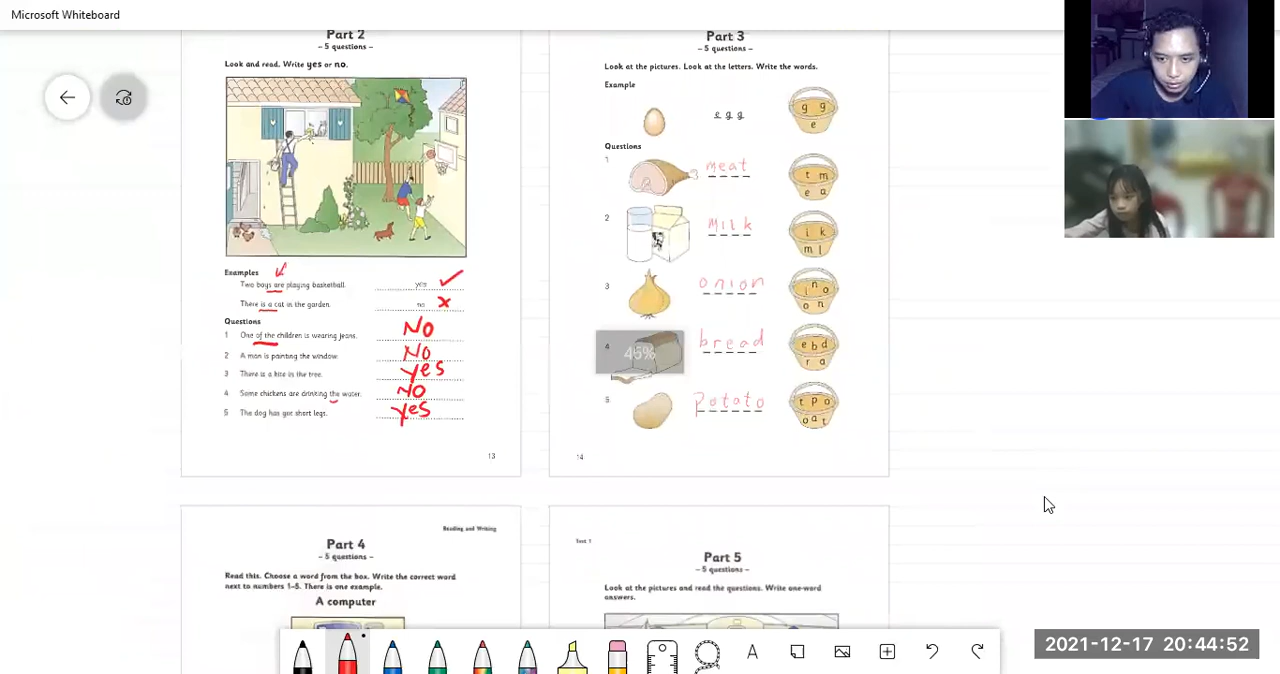 Microsoft Whiteboard
Part 2
– 5 questions –
Look and read. Write yes or no.
Examples
Two boys are playing basketball. yes
There is a cat in the garden. no
Questions
1 One of the children is wearing jeans. No
2 A man is painting the window. No
3 There is a kite in the tree. yes
4 Some chickens are drinking the water. NO
5 The dog has got short legs. yes
13
Part 3
– 5 questions –
Look at the pictures. Look at the letters. Write the words.
Example
e g g
g g
e
Questions
1 meat
t m
e a
2 milk
i k
m l
3 onion
i n o
o n
4 bread
e b d
r a
46%
5 potato
t p o
o a t
14
Reading and Writing
Part 4
– 5 questions –
Read this. Choose a word from the box. Write the correct word
next to numbers 1–5. There is one example.
A computer
Test 1
Part 5
– 5 questions –
Look at the pictures and read the questions. Write one-word
answers.
A
2021-12-17 20:44:52